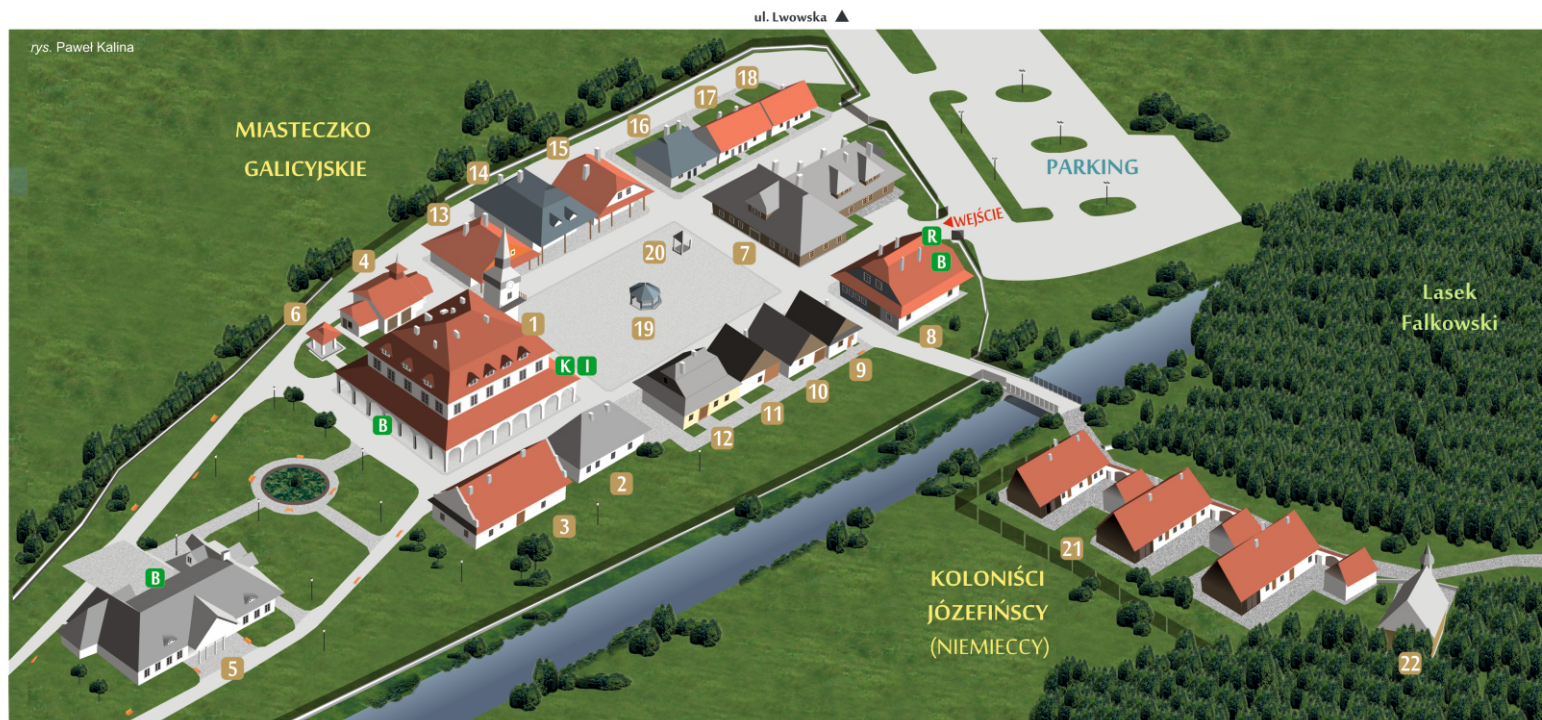 ul. Lwowska
rys. Paweł Kalina
MIASTECZKO
GALICYJSKIE
PARKING
WEJŚCIE
Lasek
Falkowski
KOLONIŚCI
JÓZEFIŃSCY
(NIEMIECCY)
18
17
16
15
14
13
4
6
20
7
R
B
1
19
8
K I
9
10
11
12
B
2
3
21
B
5
22